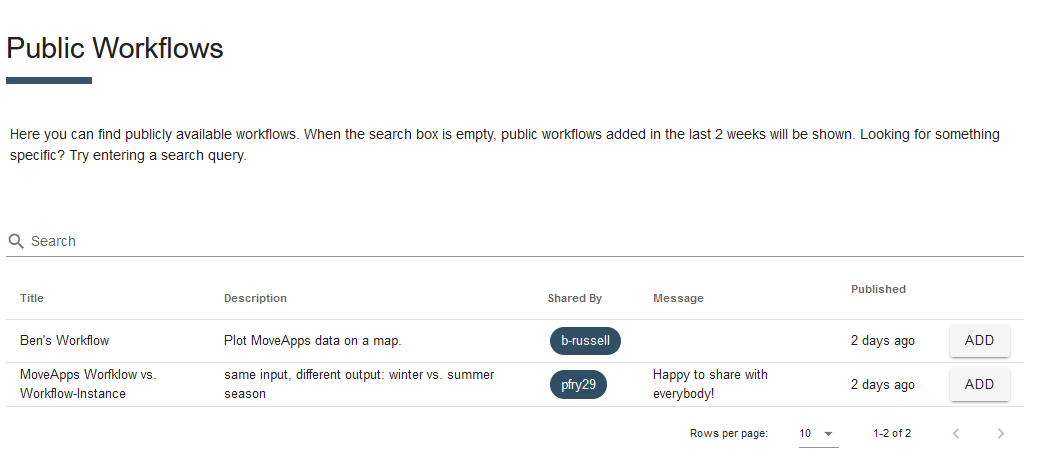 Public Workflows
Here you can find publicly available workflows. When the search box is empty, public workflows added in the last 2 weeks will be shown. Looking for something
specific? Try entering a search query.
Search
Title Description Shared By Message Published
Ben's Workflow Plot MoveApps data on a map. b-russell 2 days ago ADD
MoveApps Worfklow vs. same input, different output: winter vs. summer pfry29 Happy to share with 2 days ago ADD
Workflow-Instance season everybody!
Rows per page: 10 1-2 of 2